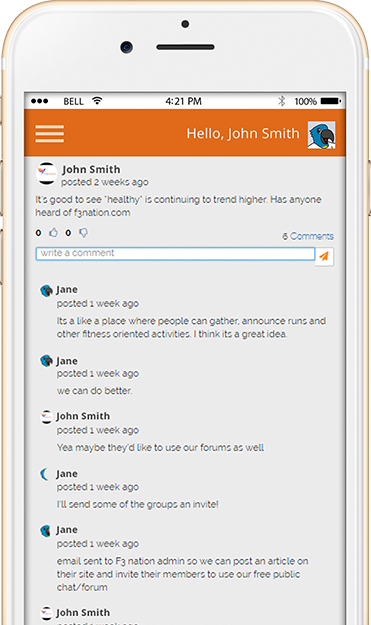 BELL 4:21 PM 100%
Hello, John Smith
John Smith
posted 2 weeks ago
It's good to see "healthy" is continuing to trend higher. Has anyone
heard of f3nation.com
0 0 6 Comments
write a comment
Jane
posted 1 week ago
Its a like a place where people can gather, announce runs and
other fitness oriented activities. I think its a great idea.
Jane
posted 1 week ago
we can do better.
John Smith
posted 1 week ago
Yea maybe they'd like to use our forums as well
Jane
posted 1 week ago
I'll send some of the groups an invite!
Jane
posted 1 week ago
email sent to F3 nation admin so we can post an article on
their site and invite their members to use our free public
chat/forum
John Smith
posted 1 week ago